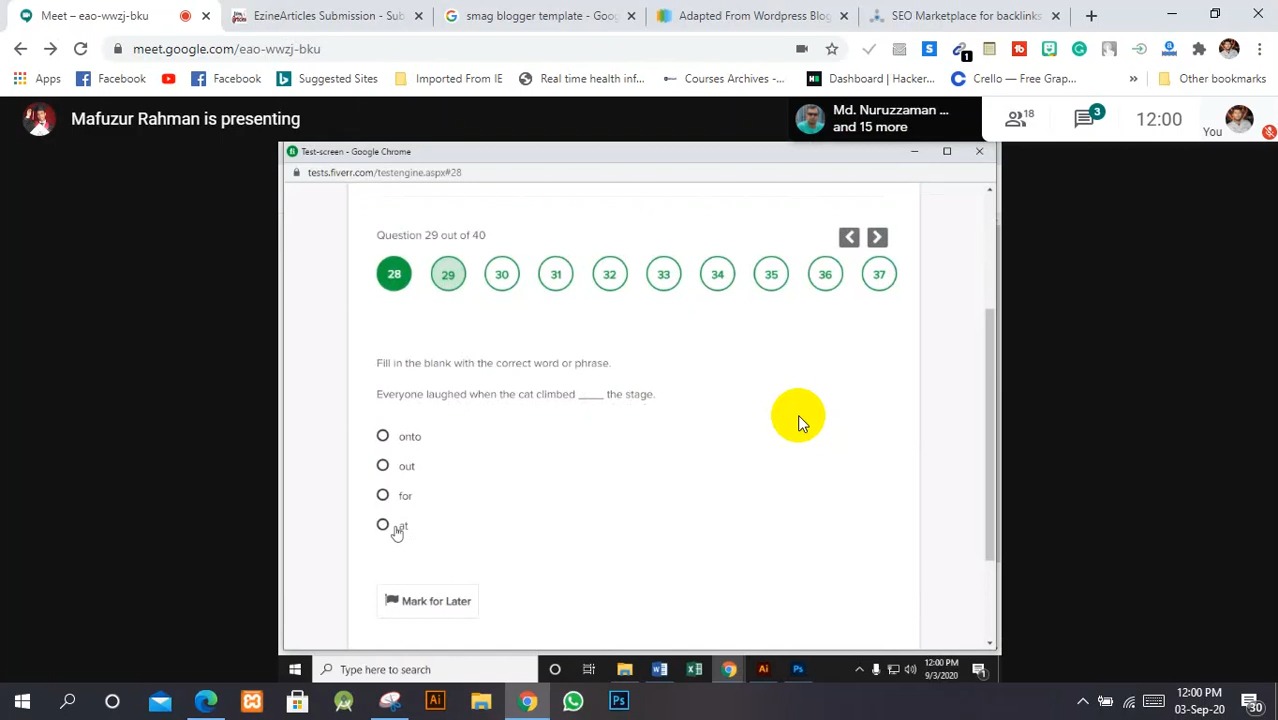 Meet – eao-wwzj-bku
EzineArticles Submission - Sub
smag blogger template - Goog
Adapted From Wordpress Blog
SEO Marketplace for backlinks
meet.google.com/eao-wwzj-bku
1
Apps
Facebook
Facebook
Suggested Sites
Imported From IE
Real time health inf...
Courses Archives -...
Dashboard | Hacker...
Crello — Free Grap...
Other bookmarks
Mafuzur Rahman is presenting
Md. Nuruzzaman ...
and 15 more
18
3
12:00
You
Test-screen - Google Chrome
tests.fiverr.com/testengine.aspx#28
Question 29 out of 40
28 29 30 31 32 33 34 35 36 37
Fill in the blank with the correct word or phrase.
Everyone laughed when the cat climbed ____ the stage.
onto
out
for
at
Mark for Later
Type here to search
12:00 PM
9/3/2020
12:00 PM
03-Sep-20
30